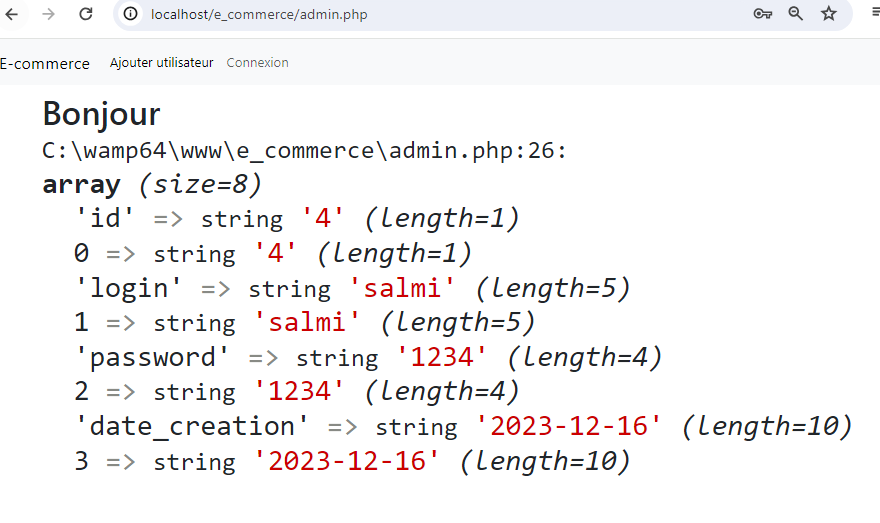 localhost/e_commerce/admin.php
E-commerce Ajouter utilisateur Connexion
Bonjour
C:\wamp64\www\e_commerce\admin.php:26:
array (size=8)
'id' => string '4' (length=1)
0 => string '4' (length=1)
'login' => string 'salmi' (length=5)
1 => string 'salmi' (length=5)
'password' => string '1234' (length=4)
2 => string '1234' (length=4)
'date_creation' => string '2023-12-16' (length=10)
3 => string '2023-12-16' (length=10)